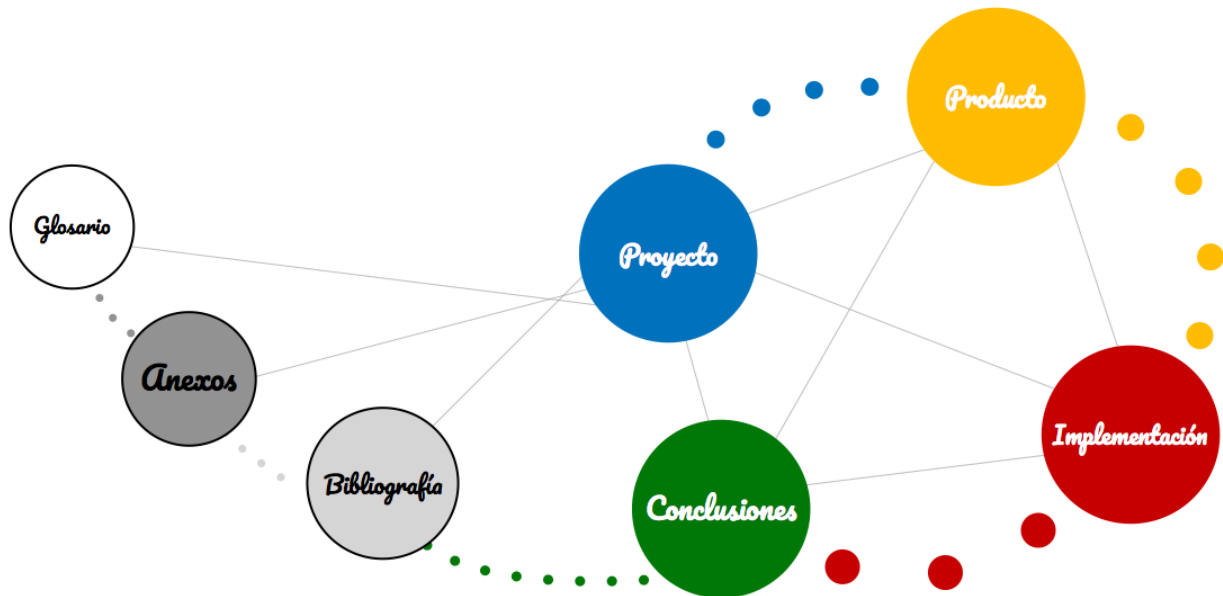 Producto
Glosario
Proyecto
Anexos
Implementación
Bibliografía
Conclusiones